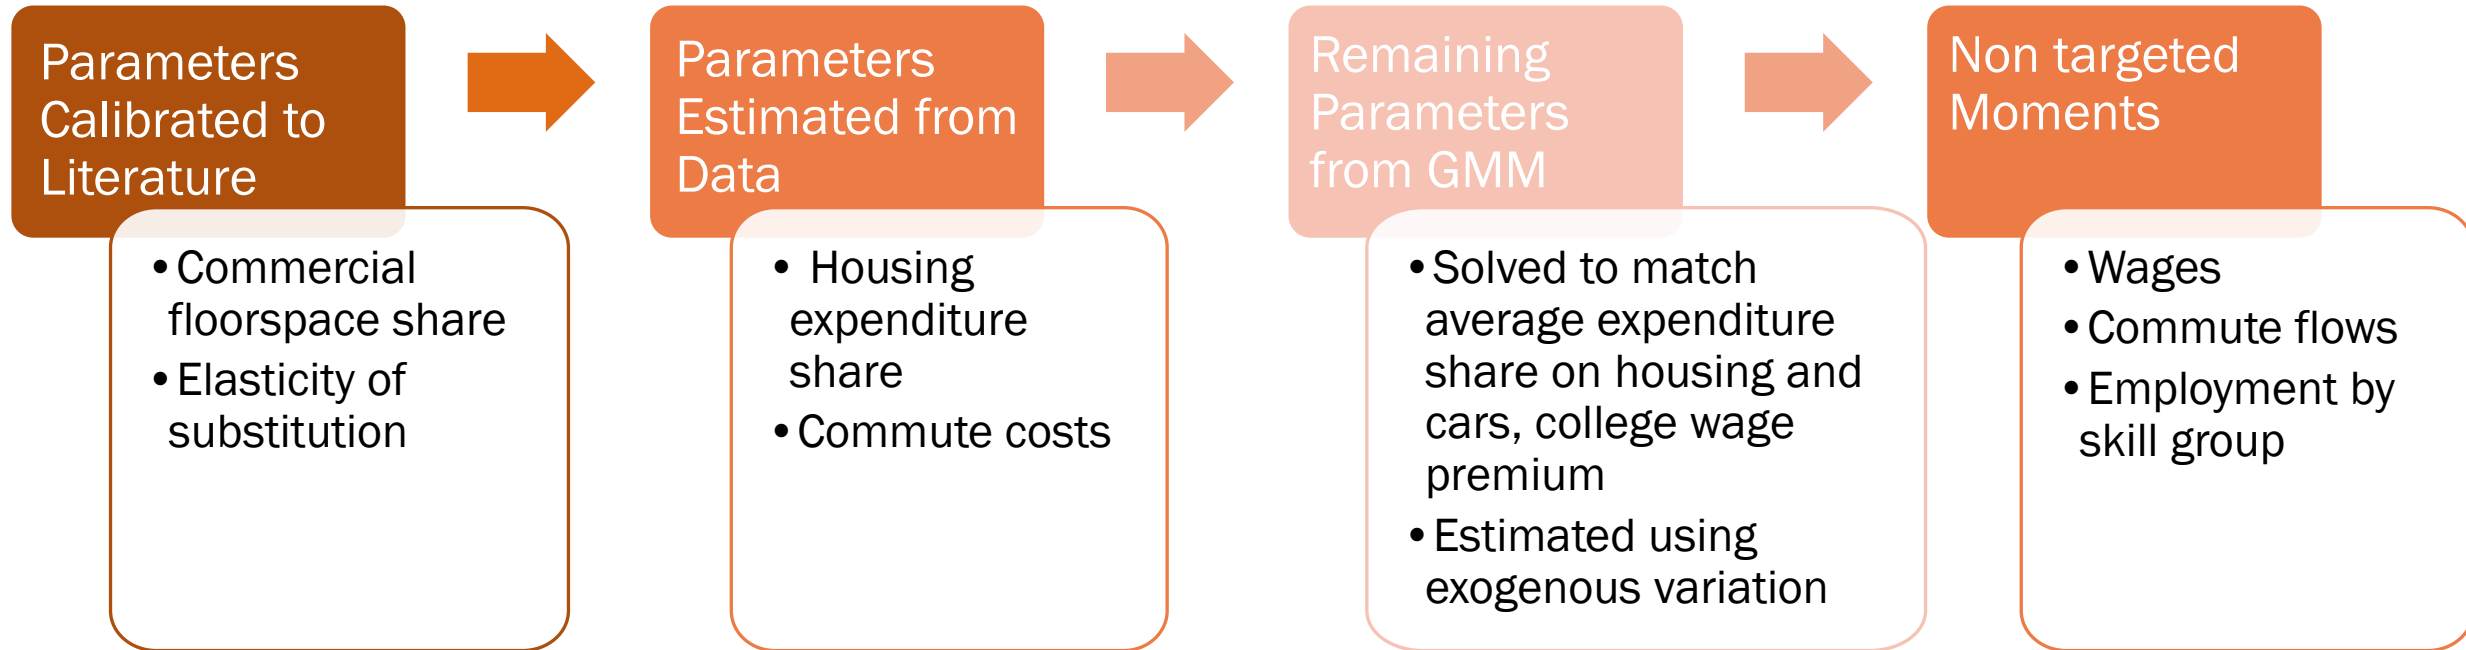 Parameters
Calibrated to
Literature
•Commercial
floorspace share
•Elasticity of
substitution
Parameters
Estimated from
Data
• Housing
expenditure
share
•Commute costs
Remaining
Parameters
from GMM
•Solved to match
average expenditure
share on housing and
cars, college wage
premium
•Estimated using
exogenous variation
Non targeted
Moments
•Wages
•Commute flows
•Employment by
skill group